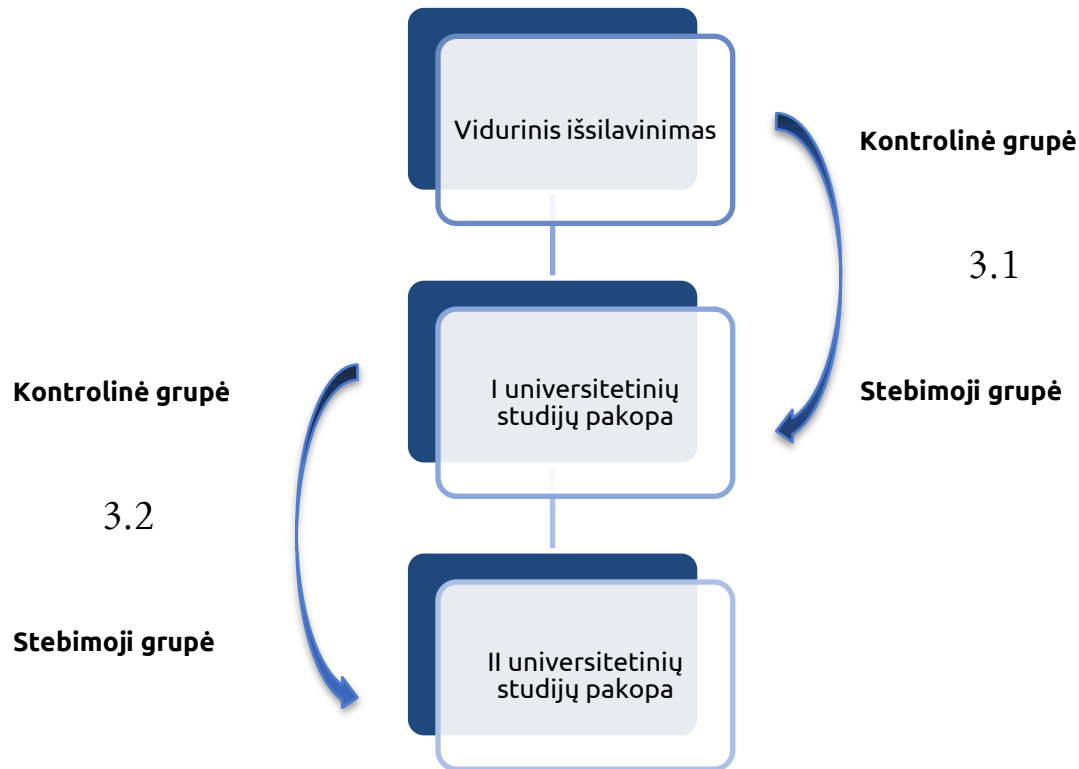 Vidurinis išsilavinimas
Kontrolinė grupė
3.1
Stebimoji grupė
I universitetinių
studijų pakopa
Kontrolinė grupė
3.2
Stebimoji grupė
II universitetinių
studijų pakopa